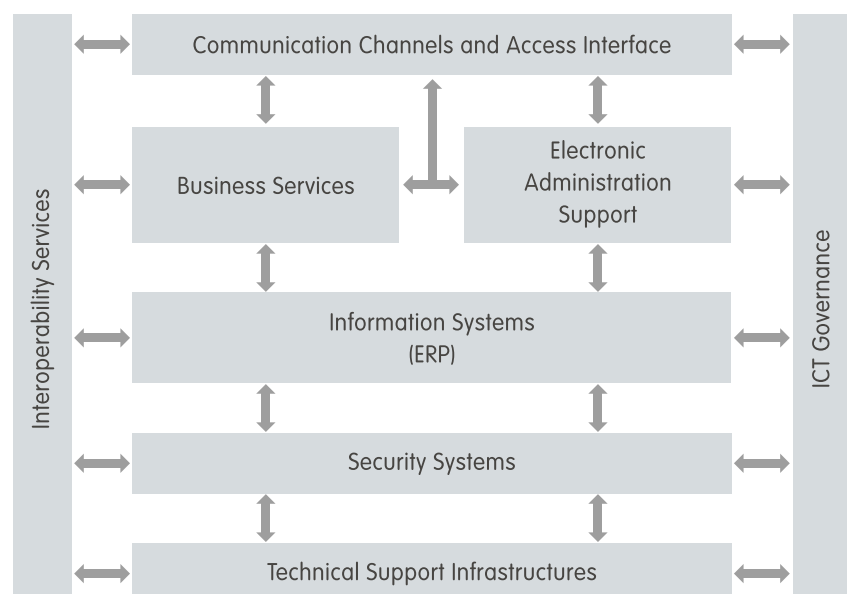 Communication Channels and Access Interface
Business Services
Electronic
Administration
Support
Interoperability Services
ICT Governance
Information Systems
(ERP)
Security Systems
Technical Support Infrastructures